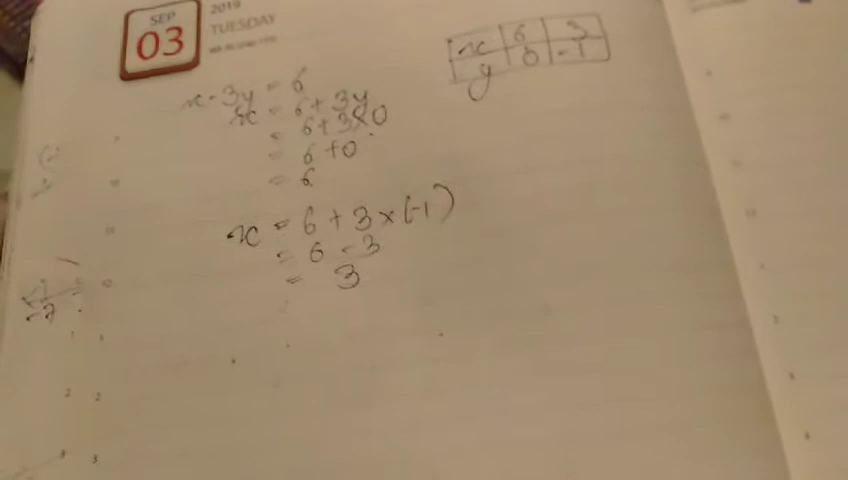 SEP
03
2019
TUESDAY
x 6 3
y 0 -1
x - 3y = 6
x = 6 + 3y
= 6 + 3×0
= 6 + 0
= 6
x = 6 + 3×(-1)
= 6 - 3
= 3